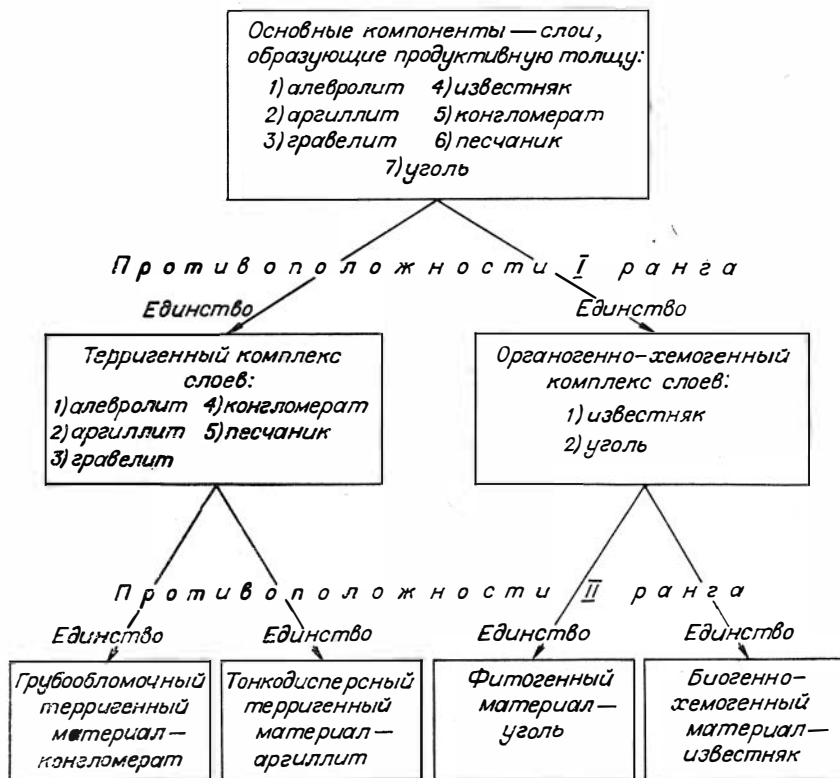 Основные компоненты — слои,
образующие продуктивную толщу:
1) алевролит 4) известняк
2) аргиллит 5) конгломерат
3) гравелит 6) песчаник
7) уголь
Противоположности I ранга
Единство Единство
Терригенный комплекс
слоев:
1) алевролит 4) конгломерат
2) аргиллит 5) песчаник
3) гравелит
Органогенно-хемогенный
комплекс слоев:
1) известняк
2) уголь
Противоположности II ранга
Единство Единство Единство Единство
Грубообломочный
терригенный
материал —
конгломерат
Тонкодисперсный
терригенный
материал —
аргиллит
Фитогенный
материал —
уголь
Биогенно-
хемогенный
материал —
известняк